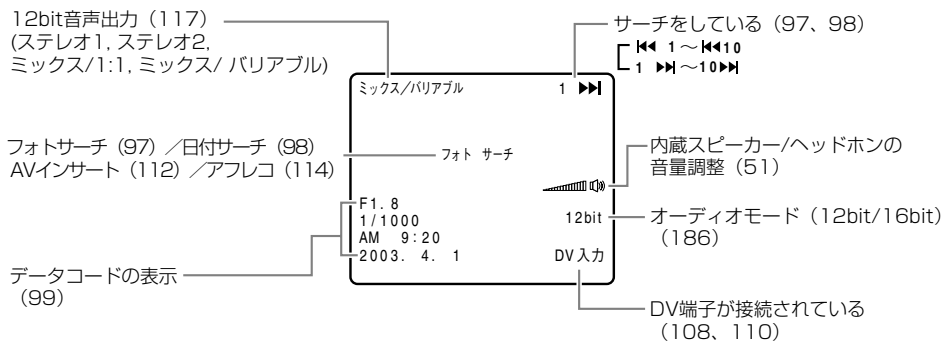 12bit音声出力（117）
(ステレオ1, ステレオ2,
ミックス/1:1, ミックス/ バリアブル)
サーチをしている（97、98）
⏮ 1～⏮10
1 ⏭～10⏭
ミックス／バリアブル 1 ⏭
フォトサーチ（97）／日付サーチ（98）
AVインサート（112）／アフレコ（114）
フォト サーチ
内蔵スピーカー/ヘッドホンの
音量調整（51）
F1.8
1/1000
AM 9:20
2003. 4. 1
12bit
DV入力
オーディオモード（12bit/16bit）
（186）
データコードの表示
（99）
DV端子が接続されている
（108、110）